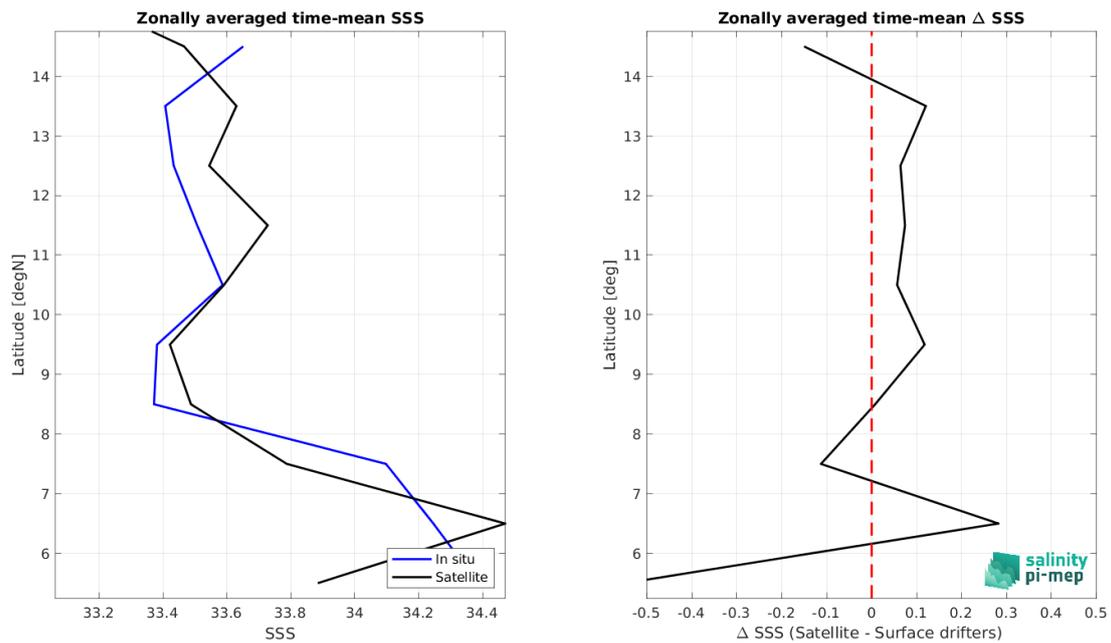 Zonally averaged time-mean SSS
14
13
12
11
10
9
8
7
6
Latitude [degN]
33.2 33.4 33.6 33.8 34 34.2 34.4
SSS
In situ
Satellite
Zonally averaged time-mean Δ SSS
14
13
12
11
10
9
8
7
6
Latitude [deg]
-0.5 -0.4 -0.3 -0.2 -0.1 0 0.1 0.2 0.3 0.4 0.5
Δ SSS (Satellite - Surface drifters)
salinity
pi-mep